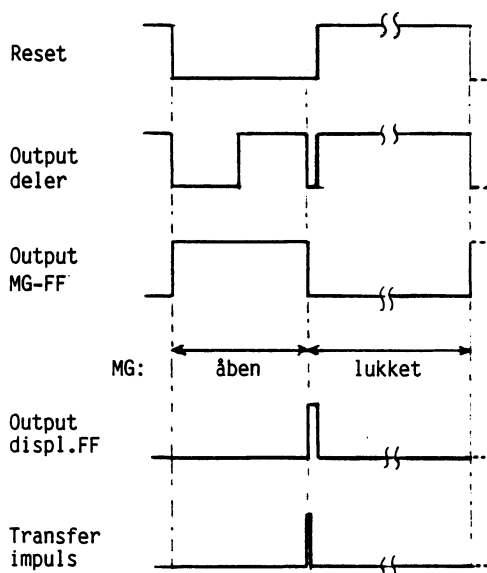 Reset
Output
deler
Output
MG-FF
MG: åben lukket
Output
displ.FF
Transfer
impuls